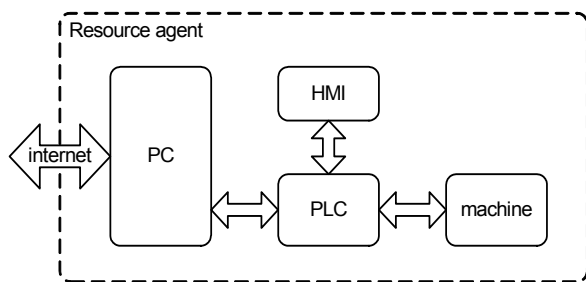 Resource agent
HMI
internet
PC
PLC
machine